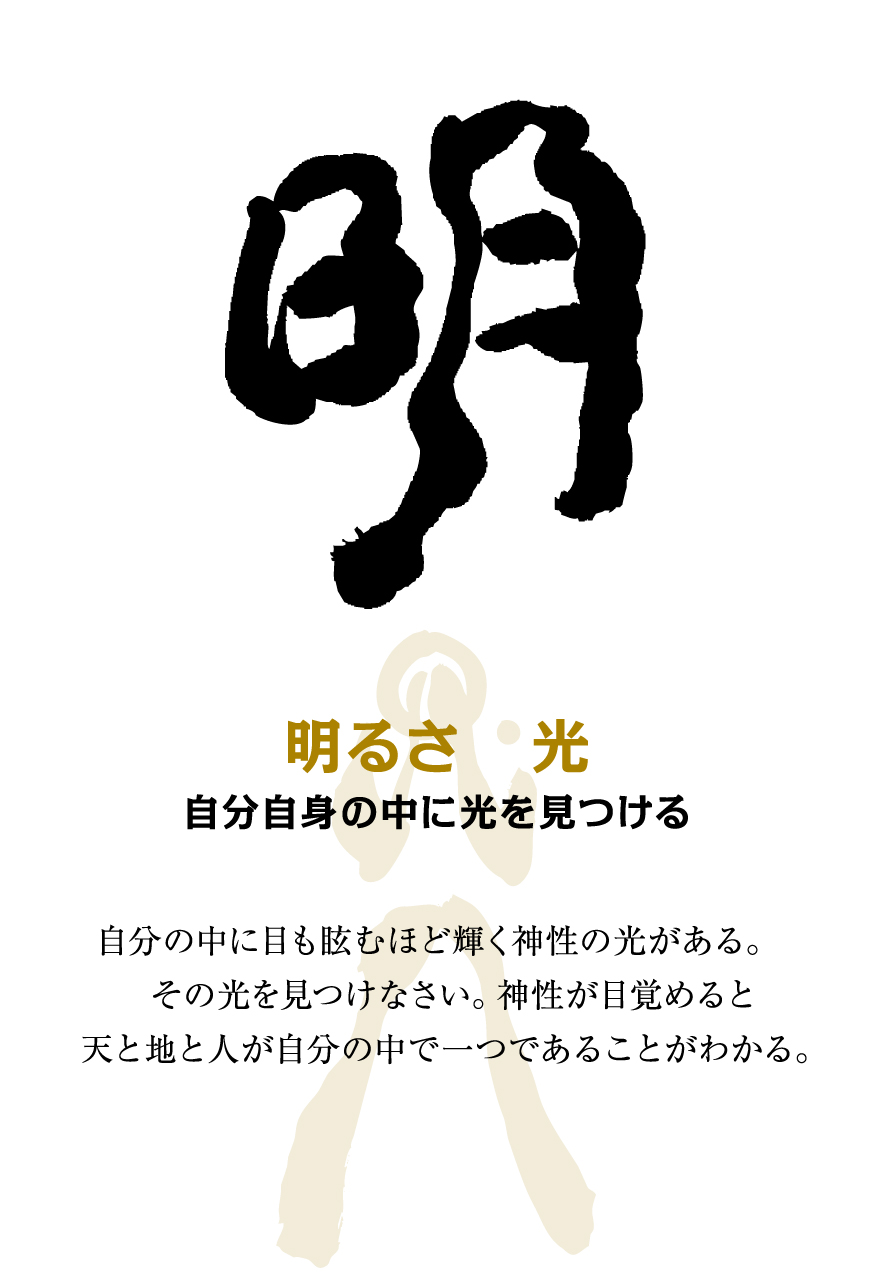 明
明るさ　光
自分自身の中に光を見つける
自分の中に目も眩むほど輝く神性の光がある。
その光を見つけなさい。神性が目覚めると
天と地と人が自分の中で一つであることがわかる。